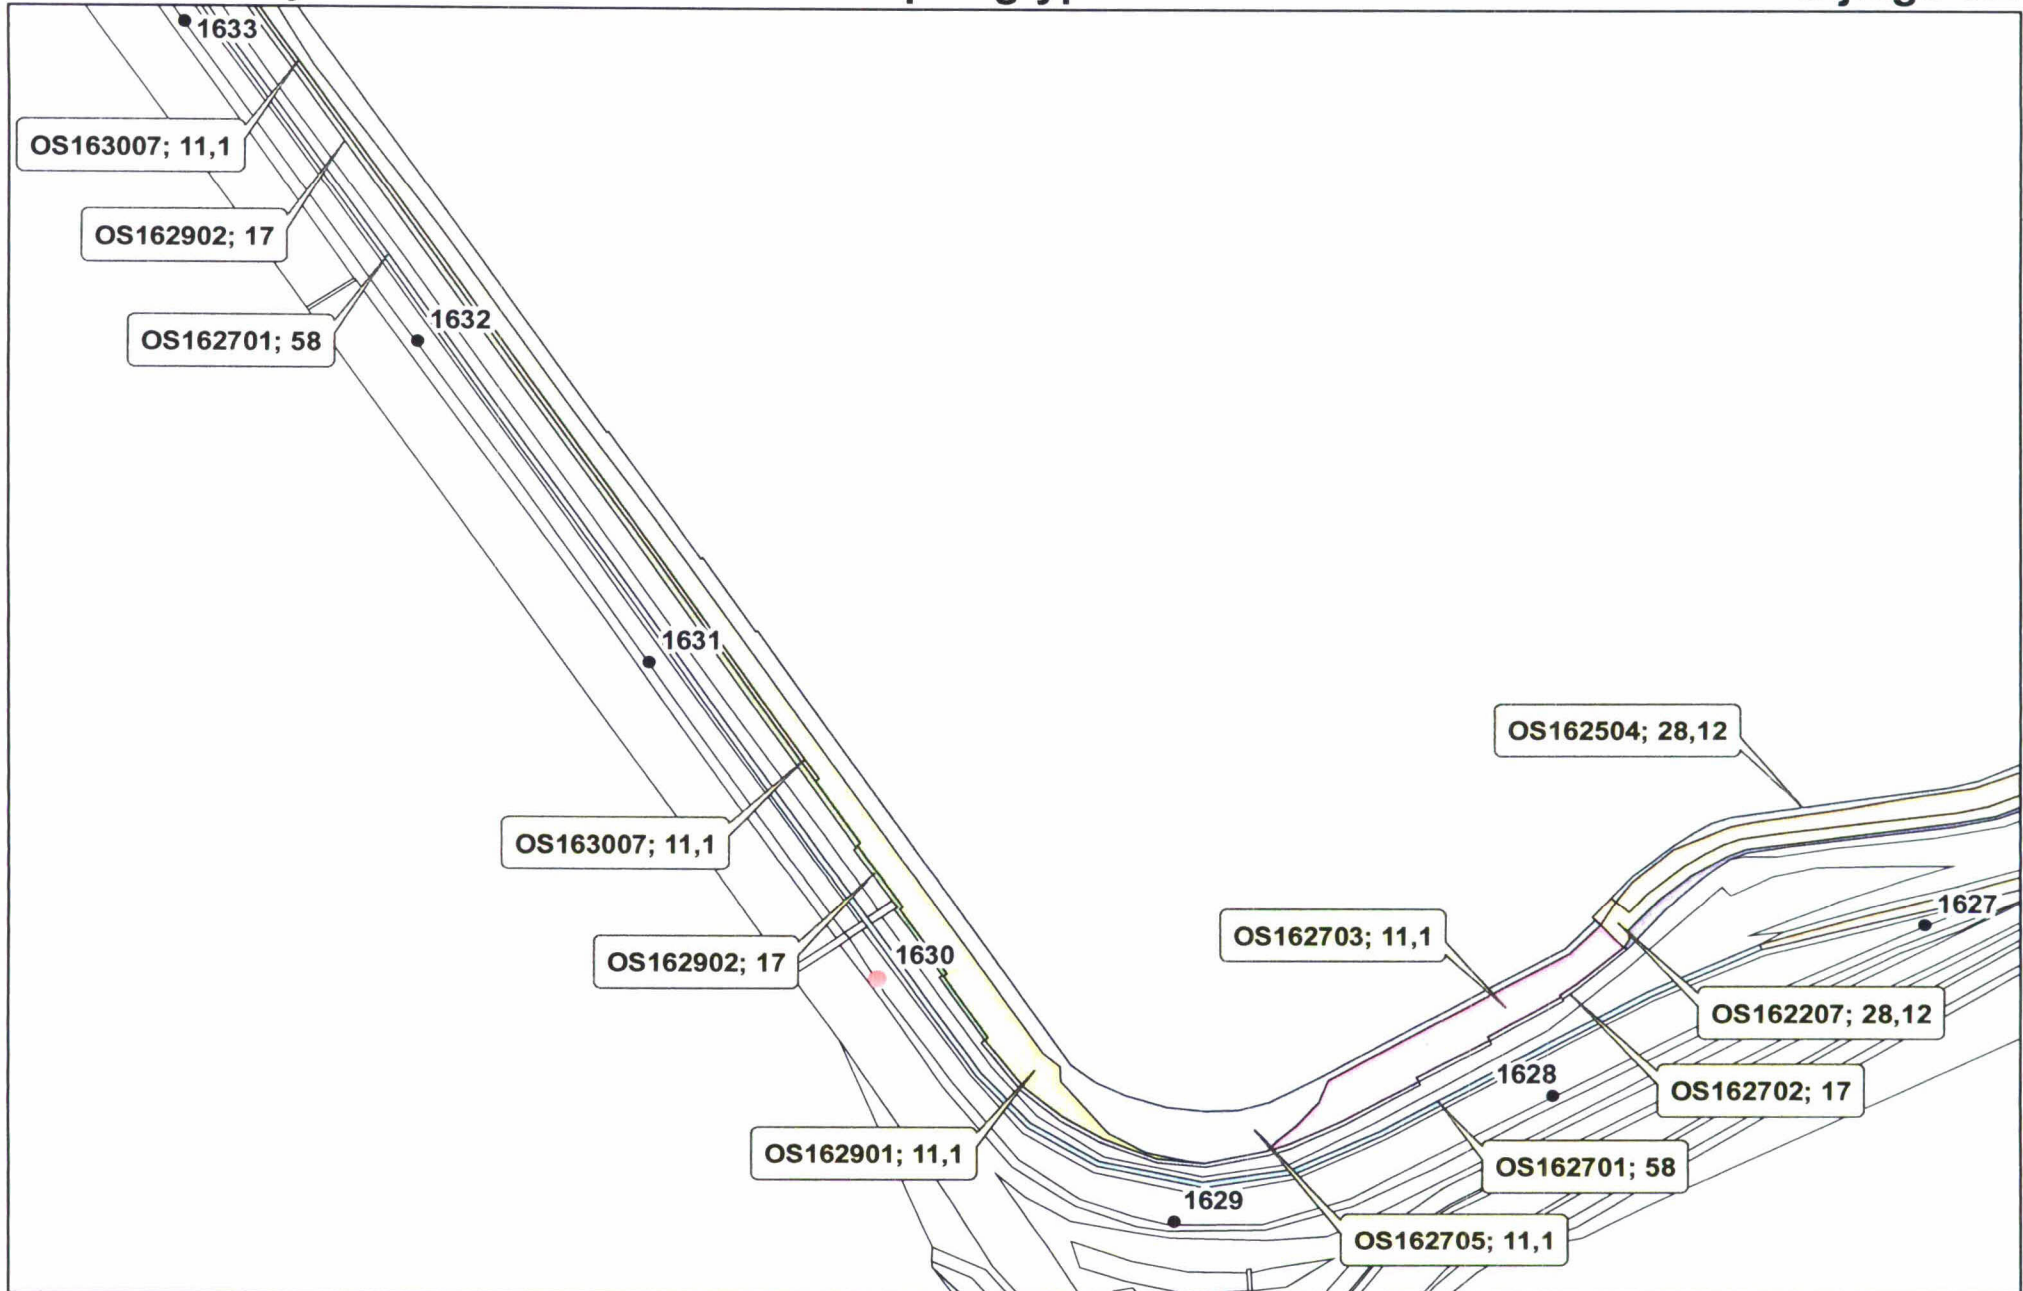 1633
OS163007; 11,1
OS162902; 17
1632
OS162701; 58
1631
OS162504; 28,12
OS163007; 11,1
1627
OS162703; 11,1
1630
OS162902; 17
OS162207; 28,12
1628
OS162702; 17
OS162901; 11,1
OS162701; 58
1629
OS162705; 11,1